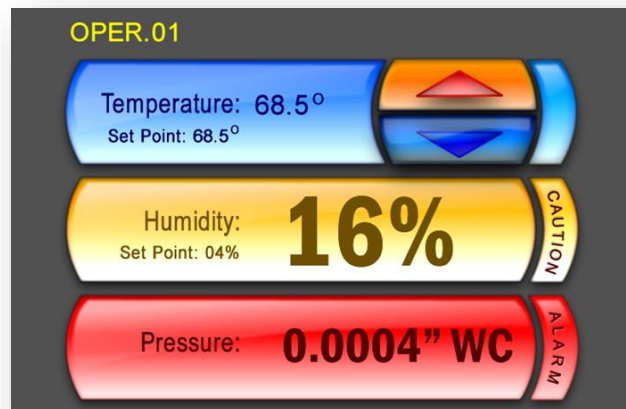 OPER.01
Temperature: 68.5°
Set Point: 68.5°
Humidity: 16%
Set Point: 04%
CAUTION
Pressure: 0.0004” WC
ALARM